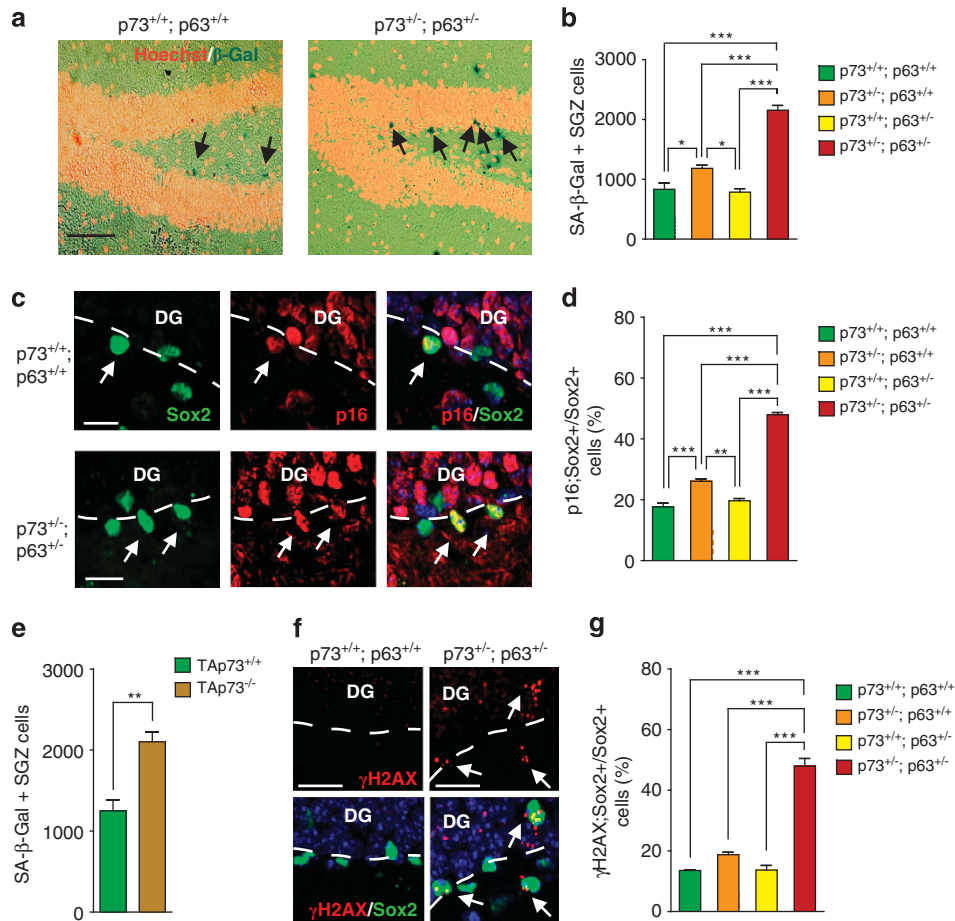 a
p73+/+; p63+/+
p73+/-; p63+/-
Hoechst/β-Gal
b
SA-β-Gal + SGZ cells
3000
2000
1000
0
***
***
***
*
*
p73+/+; p63+/+
p73+/-; p63+/+
p73+/+; p63+/-
p73+/-; p63+/-
c
p73+/+;
p63+/+
DG
Sox2
DG
p16
DG
p16/Sox2
p73+/-;
p63+/-
DG
DG
DG
d
p16;Sox2+/Sox2+
cells (%)
80
60
40
20
0
***
***
***
***
**
p73+/+; p63+/+
p73+/-; p63+/+
p73+/+; p63+/-
p73+/-; p63+/-
e
SA-β-Gal + SGZ cells
3000
2000
1000
0
**
TAp73+/+
TAp73-/-
f
p73+/+; p63+/+
p73+/-; p63+/-
DG
γH2AX
DG
DG
γH2AX/Sox2
DG
g
γH2AX;Sox2+/Sox2+
cells (%)
80
60
40
20
0
***
***
***
p73+/+; p63+/+
p73+/-; p63+/+
p73+/+; p63+/-
p73+/-; p63+/-